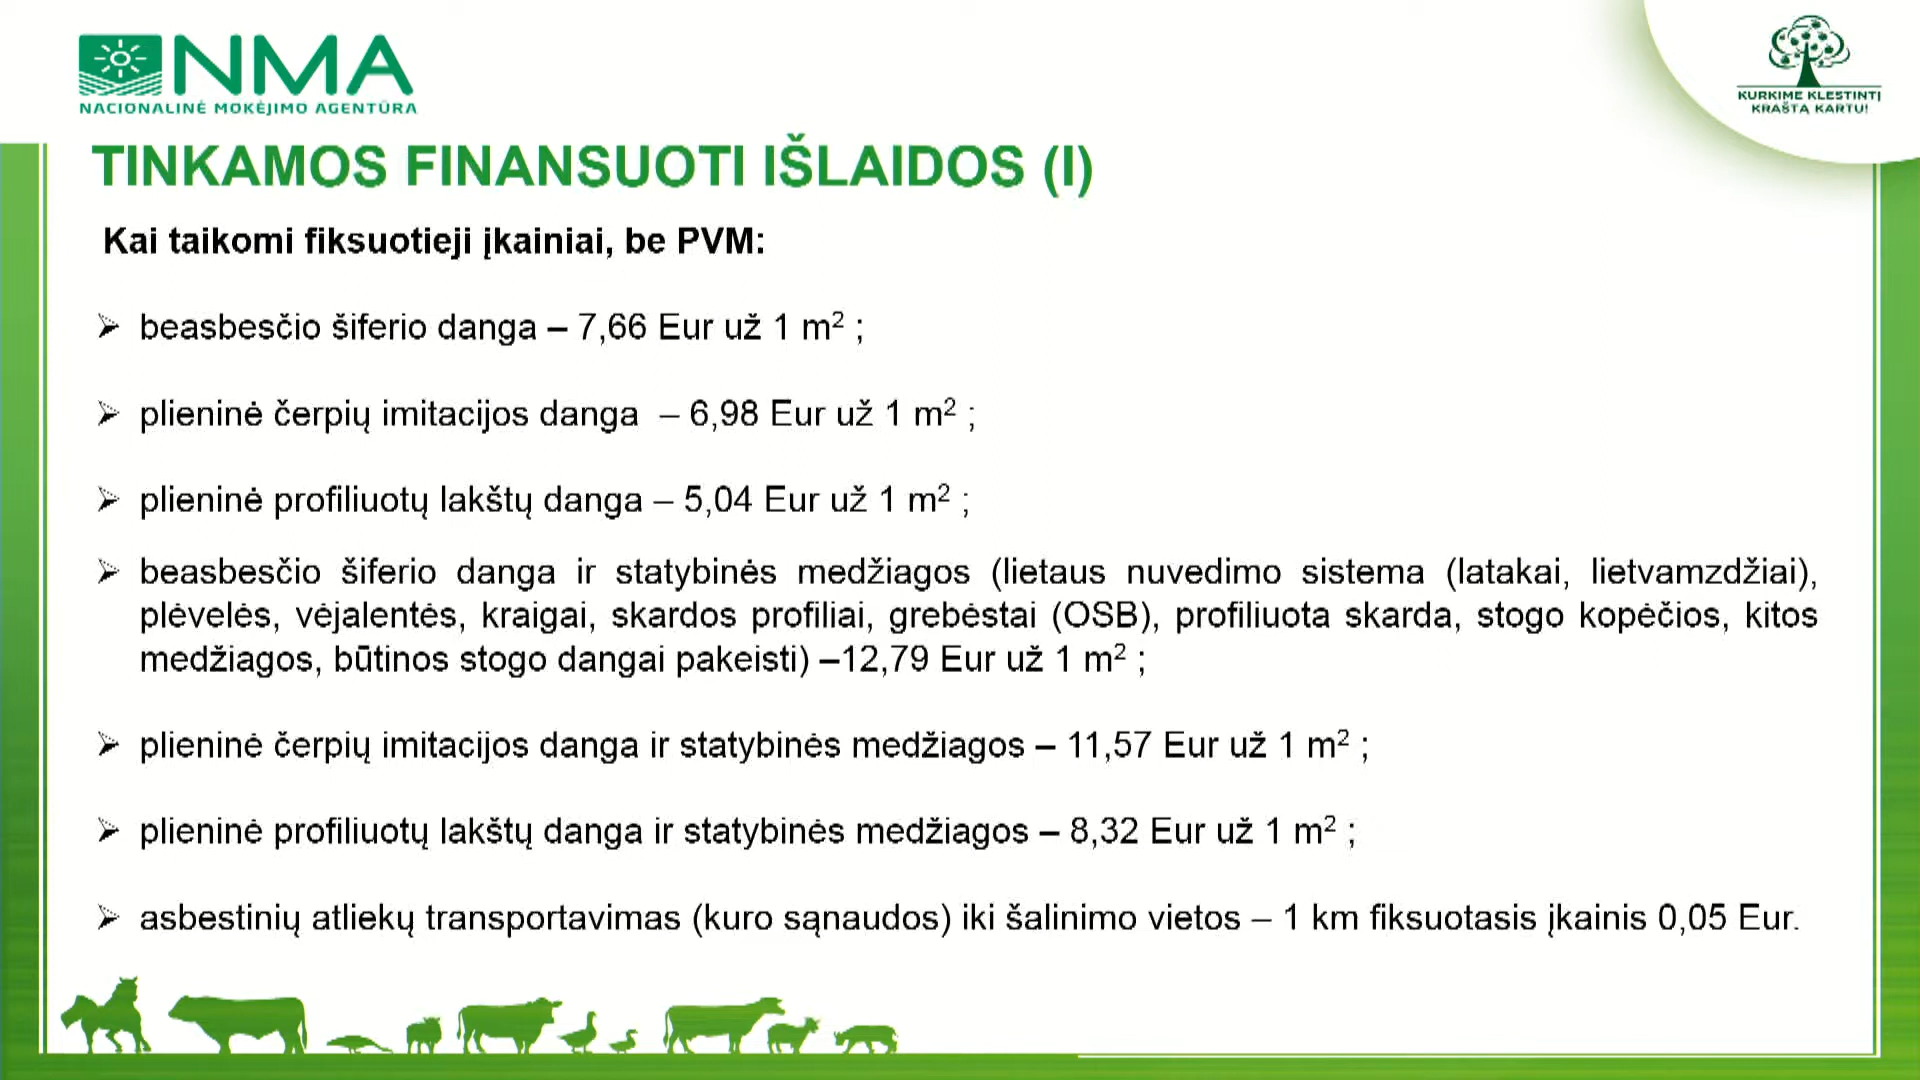 NMA
NACIONALINĖ MOKĖJIMO AGENTŪRA
KURKIME KLESTINTĮ
KRAŠTĄ KARTU!
TINKAMOS FINANSUOTI IŠLAIDOS (I)
Kai taikomi fiksuotieji įkainiai, be PVM:
➢ beasbesčio šiferio danga – 7,66 Eur už 1 m² ;
➢ plieninė čerpių imitacijos danga – 6,98 Eur už 1 m² ;
➢ plieninė profiliuotų lakštų danga – 5,04 Eur už 1 m² ;
➢ beasbesčio šiferio danga ir statybinės medžiagos (lietaus nuvedimo sistema (latakai, lietvamzdžiai),
plėvelės, vėjalentės, kraigai, skardos profiliai, grebėstai (OSB), profiliuota skarda, stogo kopėčios, kitos
medžiagos, būtinos stogo dangai pakeisti) –12,79 Eur už 1 m² ;
➢ plieninė čerpių imitacijos danga ir statybinės medžiagos – 11,57 Eur už 1 m² ;
➢ plieninė profiliuotų lakštų danga ir statybinės medžiagos – 8,32 Eur už 1 m² ;
➢ asbestinių atliekų transportavimas (kuro sąnaudos) iki šalinimo vietos – 1 km fiksuotasis įkainis 0,05 Eur.